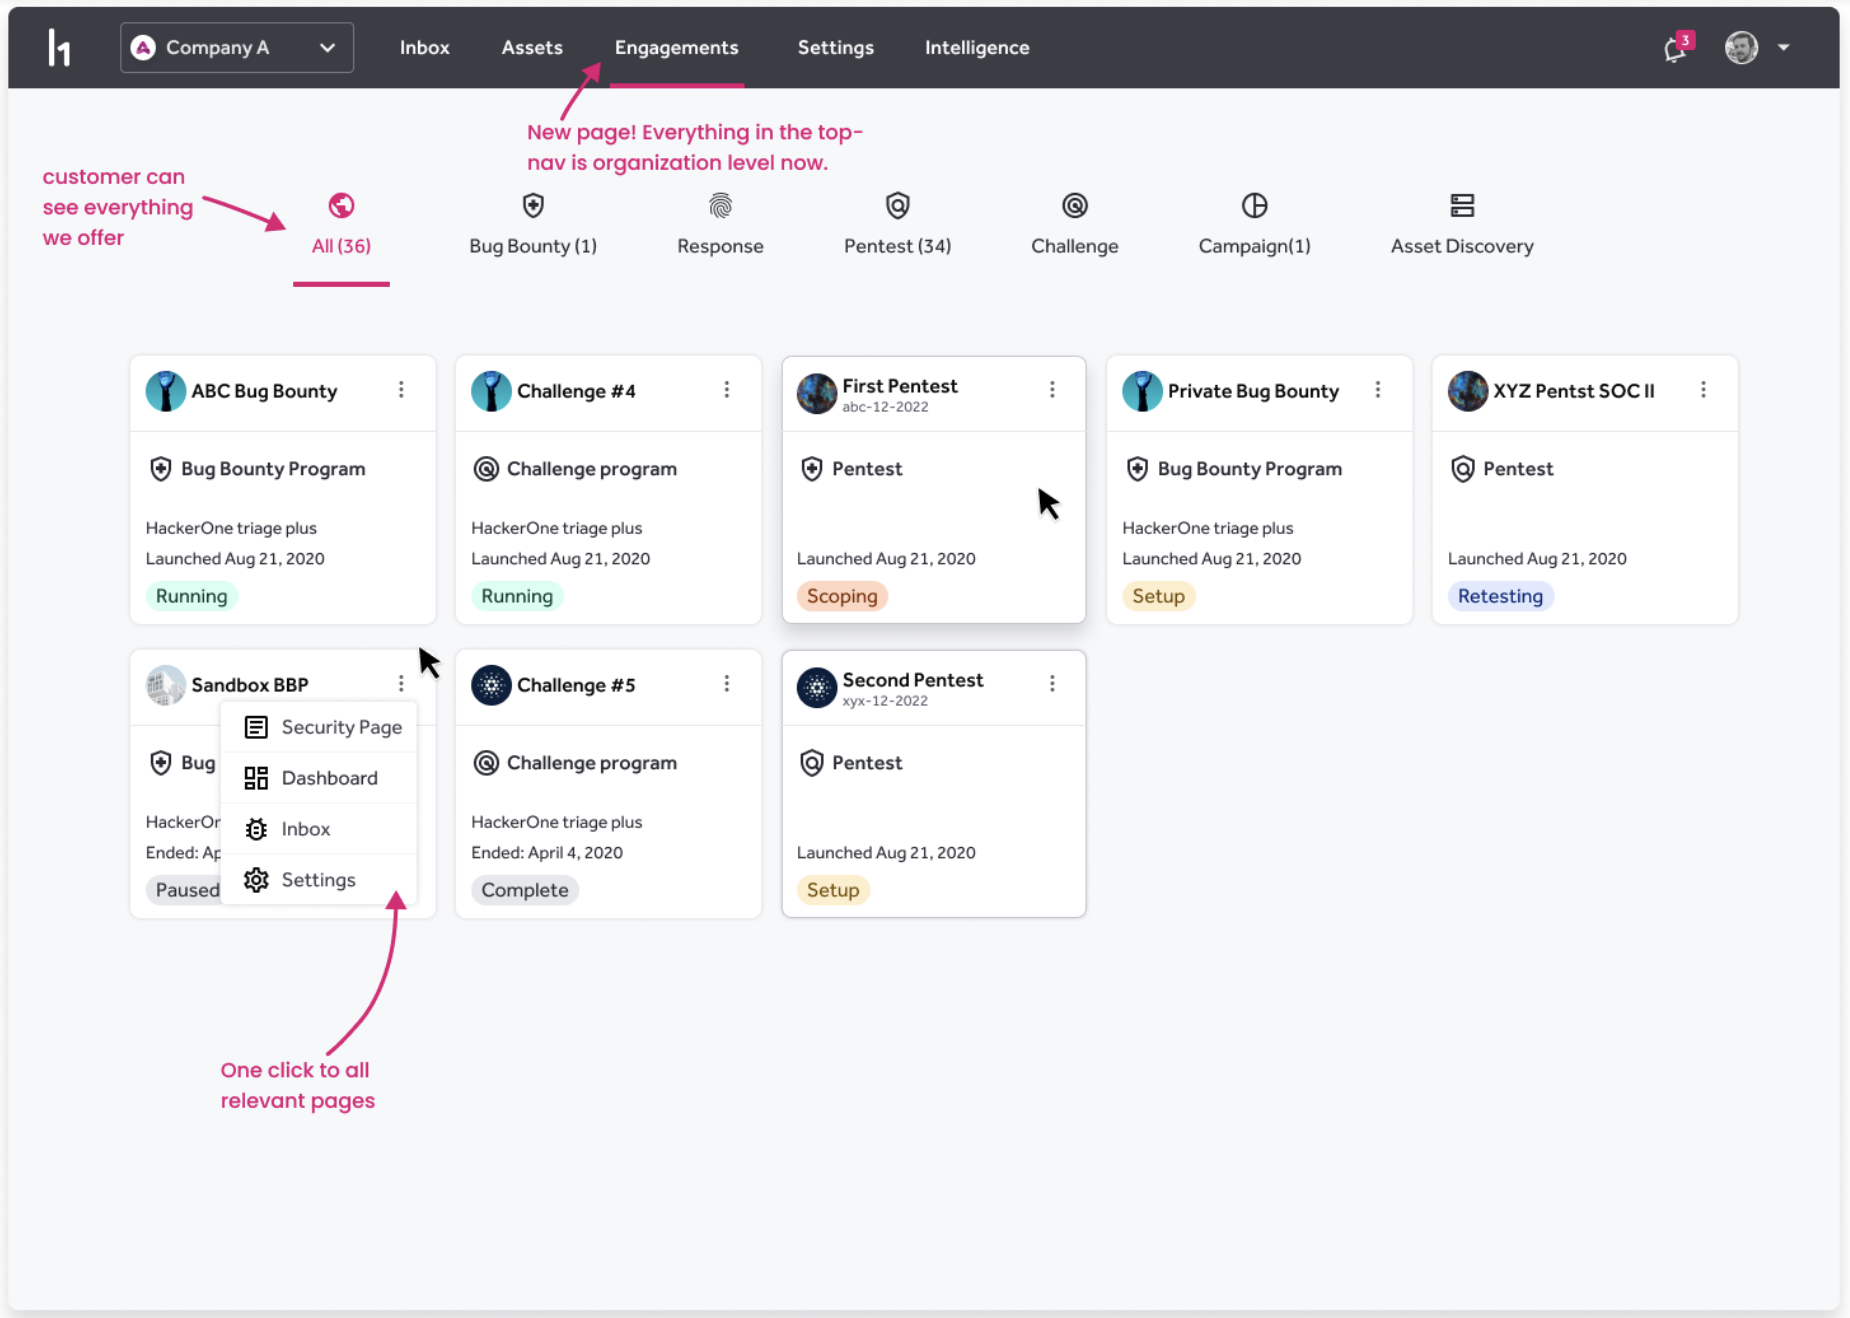 h1
Company A
Inbox
Assets
Engagements
Settings
Intelligence
3
New page! Everything in the top-
nav is organization level now.
customer can
see everything
we offer
All (36)
Bug Bounty (1)
Response
Pentest (34)
Challenge
Campaign(1)
Asset Discovery
ABC Bug Bounty
Bug Bounty Program
HackerOne triage plus
Launched Aug 21, 2020
Running
Challenge #4
Challenge program
HackerOne triage plus
Launched Aug 21, 2020
Running
First Pentest
abc-12-2022
Pentest
Launched Aug 21, 2020
Scoping
Private Bug Bounty
Bug Bounty Program
HackerOne triage plus
Launched Aug 21, 2020
Setup
XYZ Pentst SOC II
Pentest
Launched Aug 21, 2020
Retesting
Sandbox BBP
Bug
HackerOr
Ended: Ap
Paused
Security Page
Dashboard
Inbox
Settings
Challenge #5
Challenge program
HackerOne triage plus
Ended: April 4, 2020
Complete
Second Pentest
xyx-12-2022
Pentest
Launched Aug 21, 2020
Setup
One click to all
relevant pages